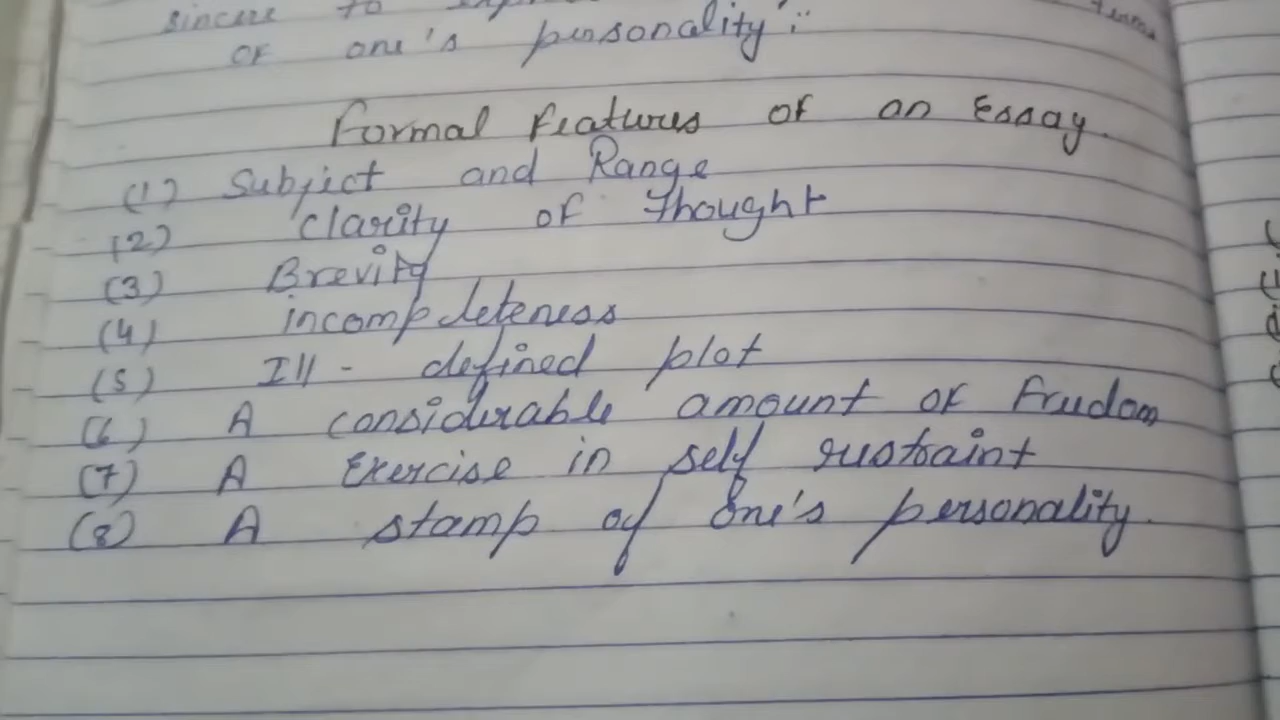 sincere to
of one's personality."
Formal Features of an Essay.
(1) Subject and Range
(2) Clarity of Thought
(3) Brevity
(4) incompleteness
(5) Ill - defined plot
(6) A considerable amount of Freedom
(7) A Exercise in self restraint
(8) A stamp of One's personality.